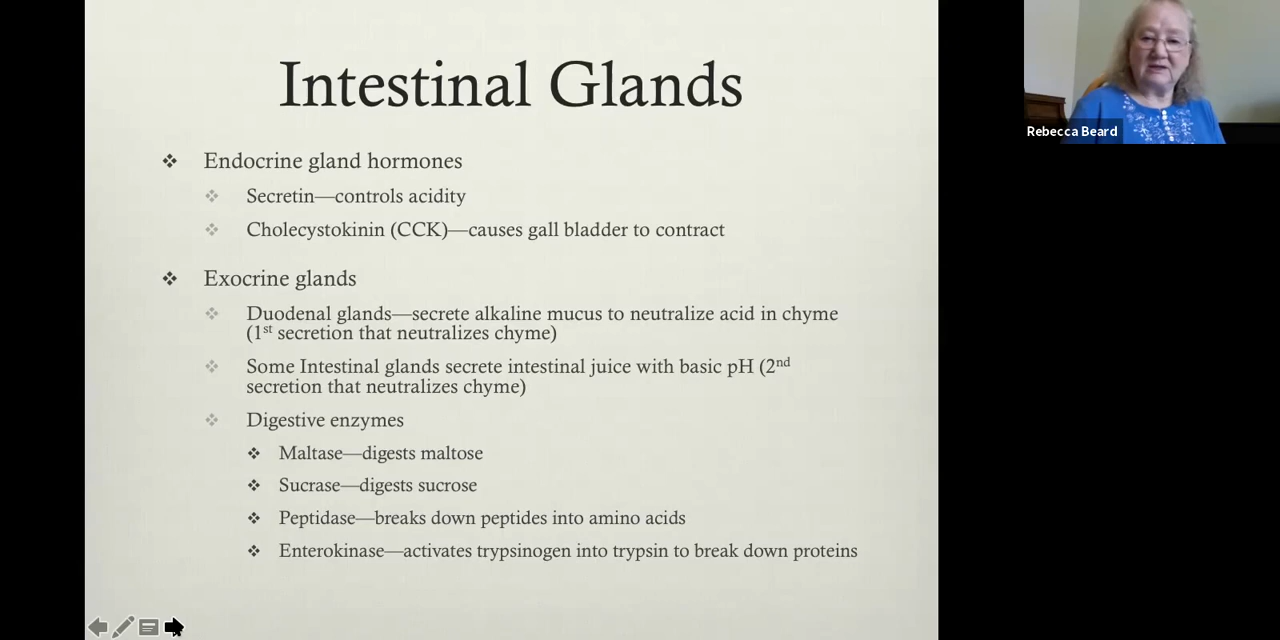 Intestinal Glands
Endocrine gland hormones
Secretin—controls acidity
Cholecystokinin (CCK)—causes gall bladder to contract
Exocrine glands
Duodenal glands—secrete alkaline mucus to neutralize acid in chyme
(1st secretion that neutralizes chyme)
Some Intestinal glands secrete intestinal juice with basic pH (2nd
secretion that neutralizes chyme)
Digestive enzymes
Maltase—digests maltose
Sucrase—digests sucrose
Peptidase—breaks down peptides into amino acids
Enterokinase—activates trypsinogen into trypsin to break down proteins
Rebecca Beard